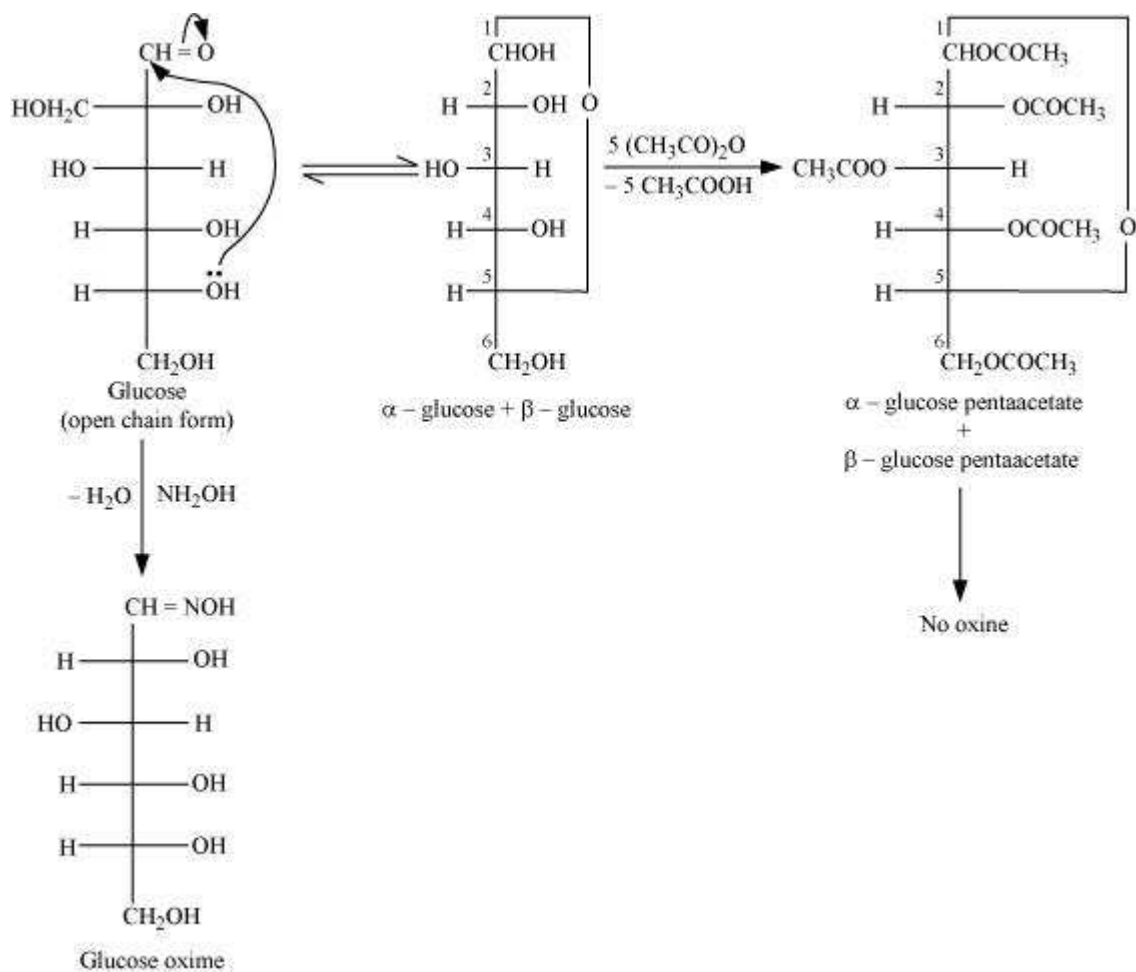 CH = O
HOH₂C OH
HO H
H OH
H OH
CH₂OH
Glucose
(open chain form)
1
CHOH
2
H OH O
3
HO H
4
H OH
5
H
6
CH₂OH
α – glucose + β – glucose
5 (CH₃CO)₂O
– 5 CH₃COOH
1
CHOCOCH₃
2
H OCOCH₃
3
CH₃COO H
4
H OCOCH₃ O
5
H
6
CH₂OCOCH₃
α – glucose pentaacetate
+
β – glucose pentaacetate
No oxine
– H₂O NH₂OH
CH = NOH
H OH
HO H
H OH
H OH
CH₂OH
Glucose oxime